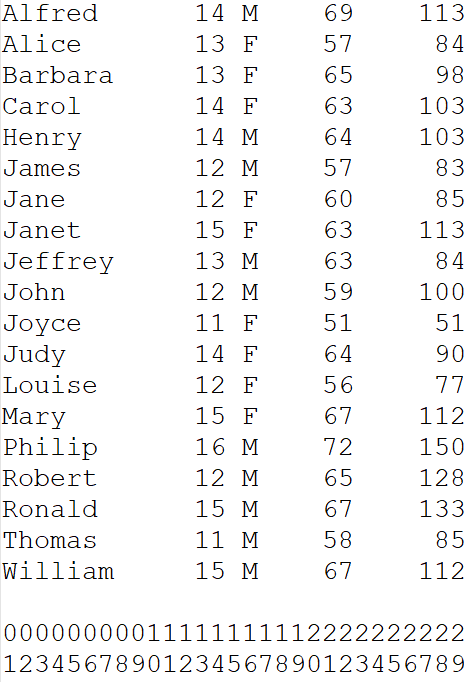 Alfred      14 M    69    113
Alice       13 F    57     84
Barbara     13 F    65     98
Carol       14 F    63    103
Henry       14 M    64    103
James       12 M    57     83
Jane        12 F    60     85
Janet       15 F    63    113
Jeffrey     13 M    63     84
John        12 M    59    100
Joyce       11 F    51     51
Judy        14 F    64     90
Louise      12 F    56     77
Mary        15 F    67    112
Philip      16 M    72    150
Robert      12 M    65    128
Ronald      15 M    67    133
Thomas      11 M    58     85
William     15 M    67    112
00000000011111111112222222222
12345678901234567890123456789